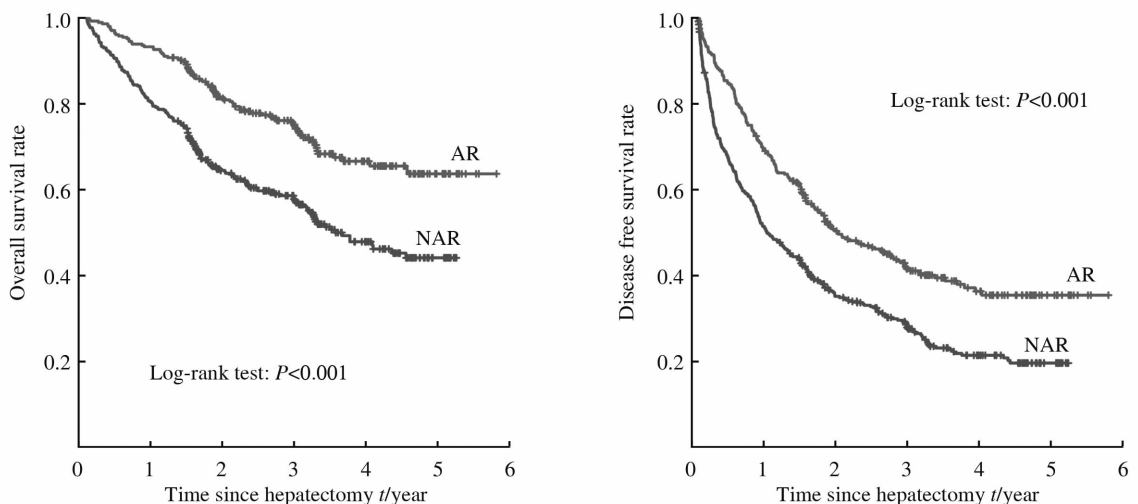 Overall survival rate
1.0
0.8
0.6
0.4
0.2
AR
NAR
Log-rank test: P<0.001
0 1 2 3 4 5 6
Time since hepatectomy t/year
Disease free survival rate
1.0
0.8
0.6
0.4
0.2
Log-rank test: P<0.001
AR
NAR
0 1 2 3 4 5 6
Time since hepatectomy t/year